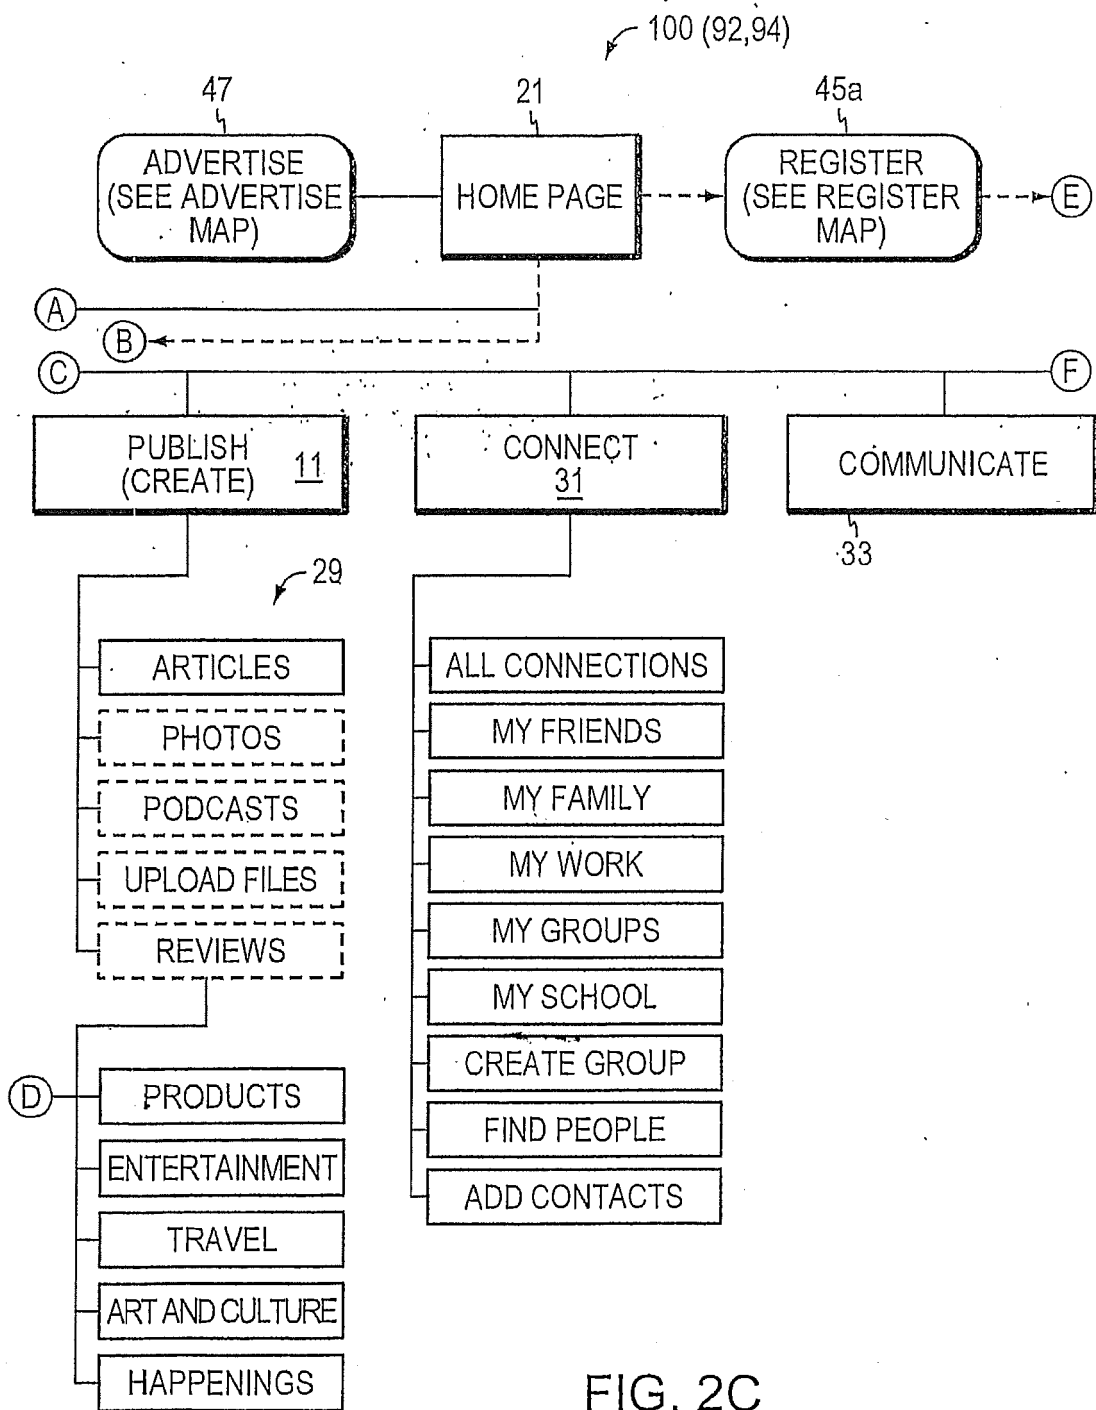 100 (92,94)
47
21
45a
ADVERTISE
(SEE ADVERTISE
MAP)
HOME PAGE
REGISTER
(SEE REGISTER
MAP)
E
A
B
C
F
PUBLISH
(CREATE)
11
CONNECT
31
COMMUNICATE
33
29
ARTICLES
PHOTOS
PODCASTS
UPLOAD FILES
REVIEWS
D
PRODUCTS
ENTERTAINMENT
TRAVEL
ART AND CULTURE
HAPPENINGS
ALL CONNECTIONS
MY FRIENDS
MY FAMILY
MY WORK
MY GROUPS
MY SCHOOL
CREATE GROUP
FIND PEOPLE
ADD CONTACTS
FIG. 2C